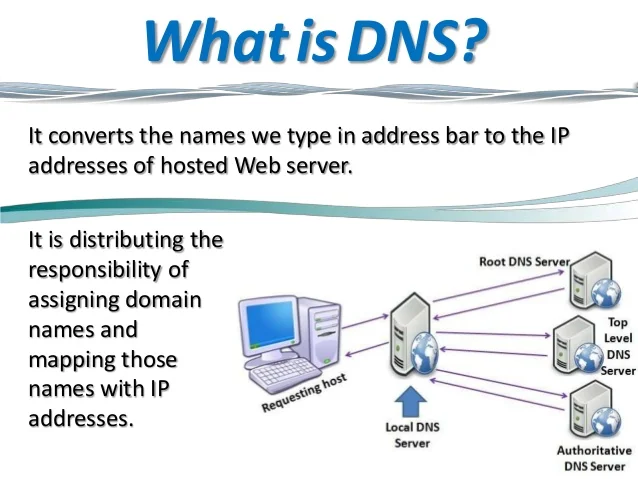 What is DNS?
It converts the names we type in address bar to the IP
addresses of hosted Web server.
It is distributing the
responsibility of
assigning domain
names and
mapping those
names with IP
addresses.
Root DNS Server
Top
Level
DNS
Server
Requesting host
Local DNS
Server
Authoritative
DNS Server